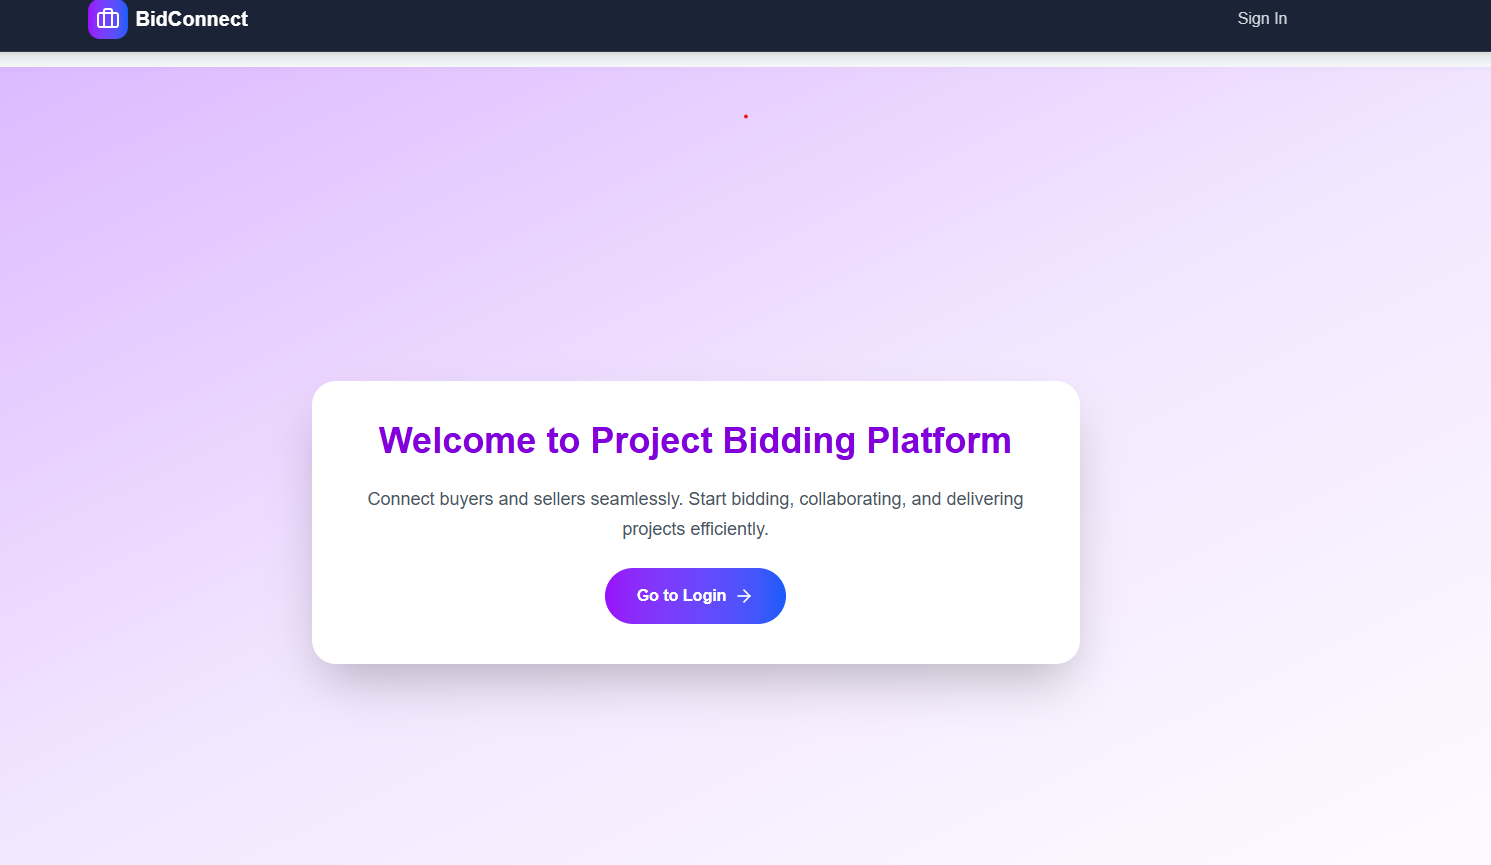 BidConnect
Sign In
Welcome to Project Bidding Platform
Connect buyers and sellers seamlessly. Start bidding, collaborating, and delivering
projects efficiently.
Go to Login